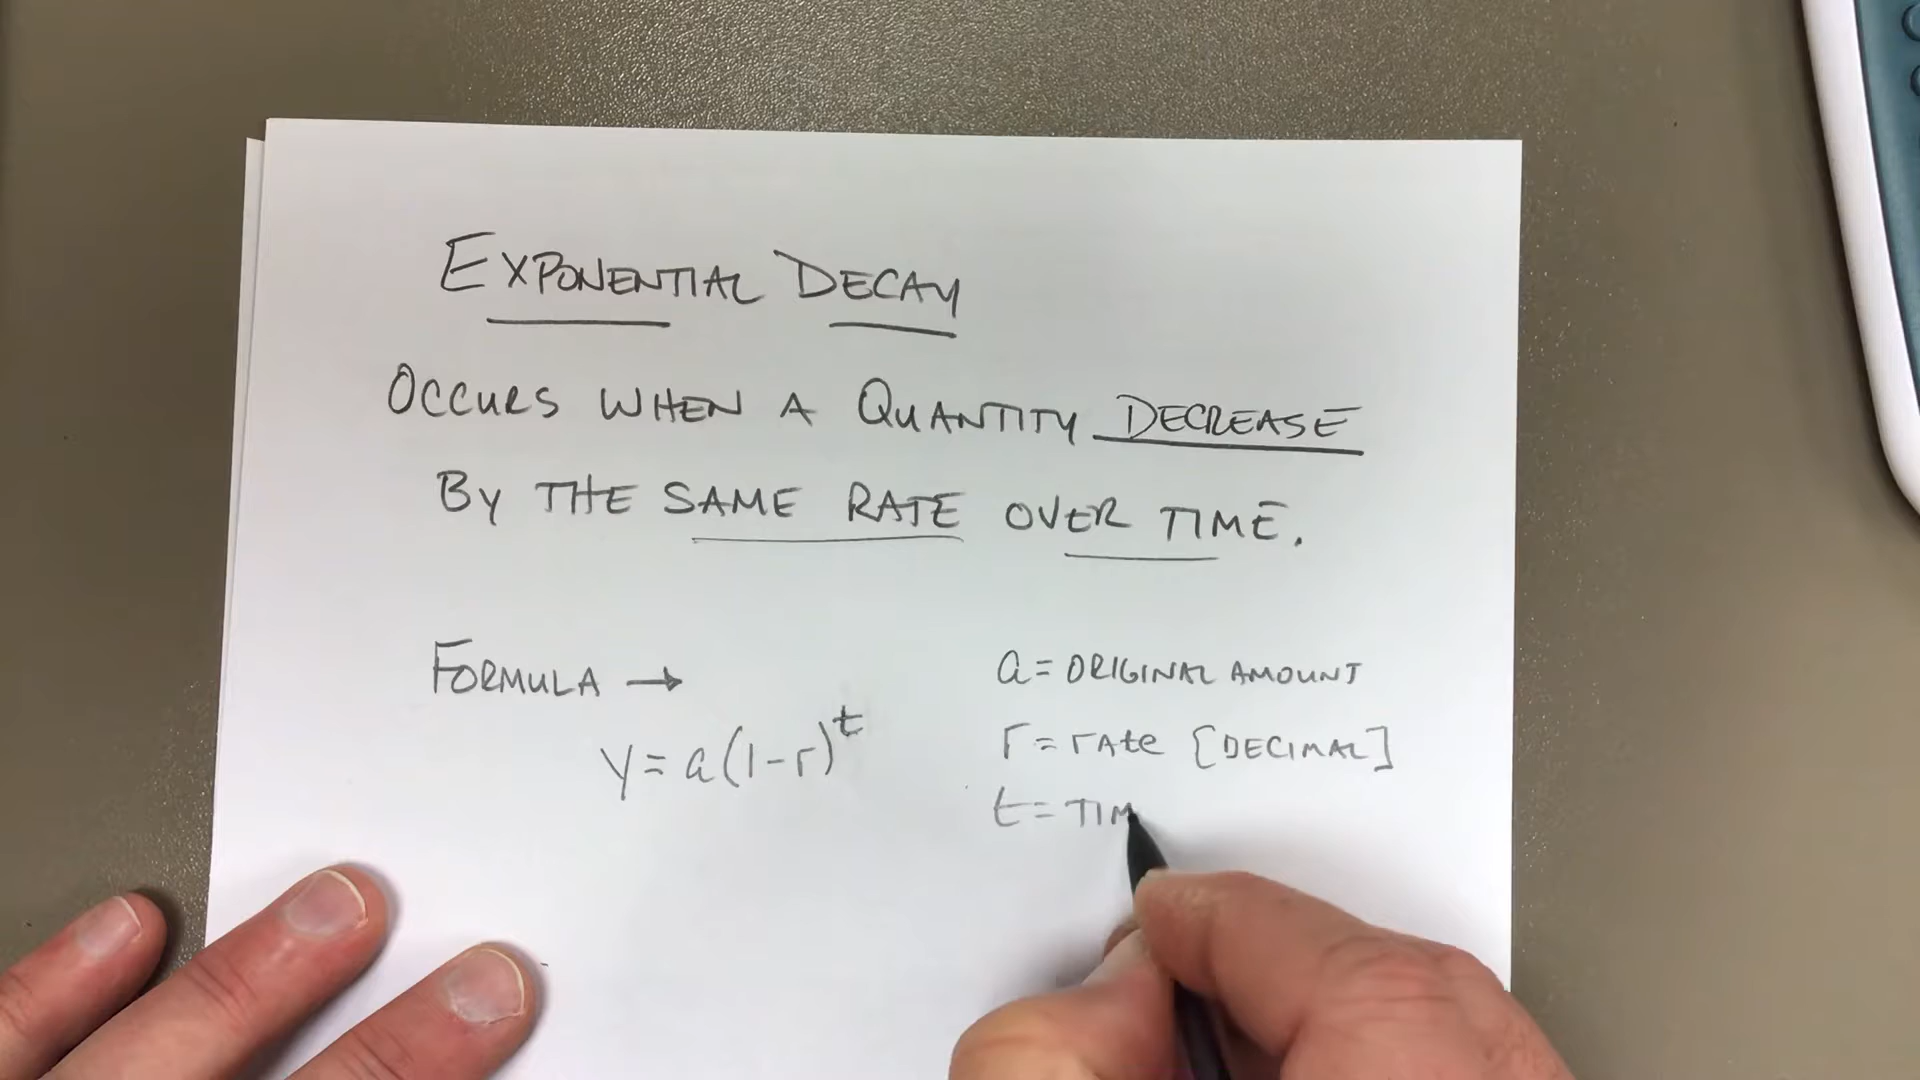 EXPONENTIAL DECAY
OCCURS WHEN A QUANTITY DECREASE
BY THE SAME RATE OVER TIME.
FORMULA →
y = a(1-r)^t
a = ORIGINAL AMOUNT
r = rate [DECIMAL]
t = TIM